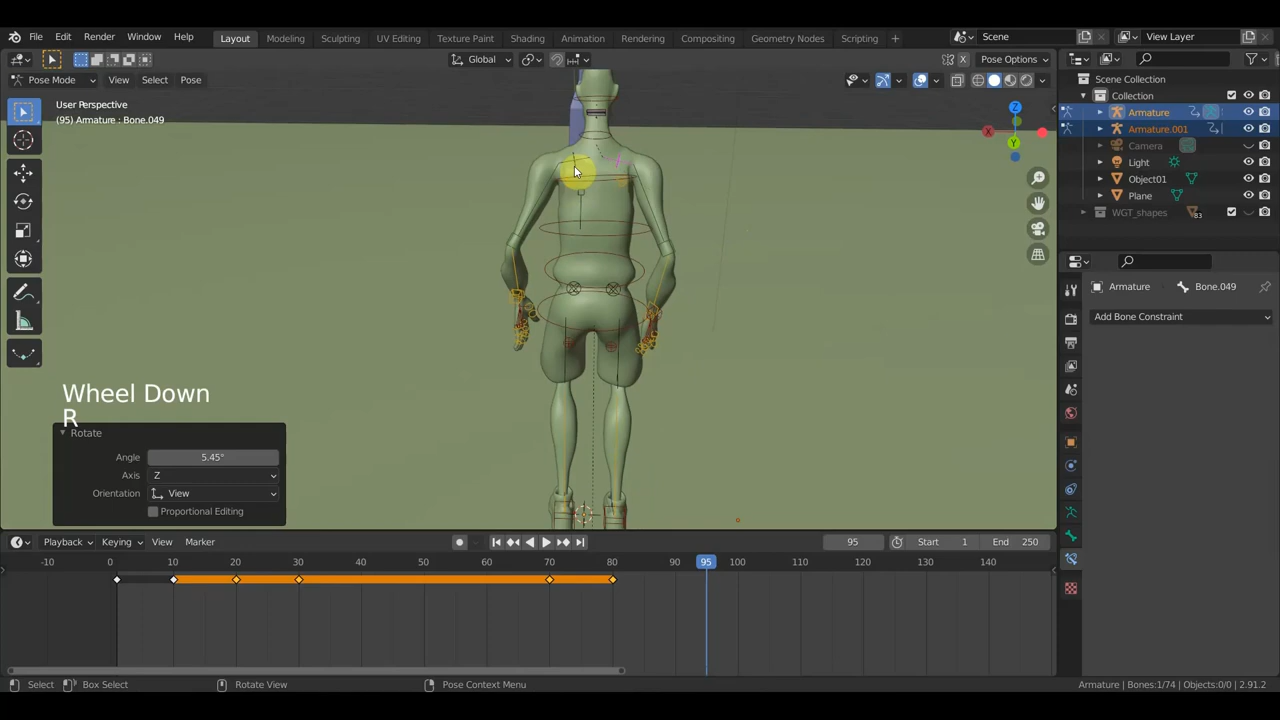 File Edit Render Window Help
Layout Modeling Sculpting UV Editing Texture Paint Shading Animation Rendering Compositing Geometry Nodes Scripting +
Scene View Layer
Global X Pose Options
Pose Mode View Select Pose
User Perspective
(95) Armature : Bone.049
Z
X
Y
Wheel Down
R
Rotate
Angle 5.45°
Axis Z
Orientation View
Proportional Editing
Scene Collection
Collection
Armature
Armature.001
Camera
Light
Object01
Plane
WGT_shapes 83
Armature Bone.049
Add Bone Constraint
Playback Keying View Marker 95 Start 1 End 250
-10 0 10 20 30 40 50 60 70 80 90 95 100 110 120 130 140
Select Box Select Rotate View Pose Context Menu Armature | Bones:1/74 | Objects:0/0 | 2.91.2